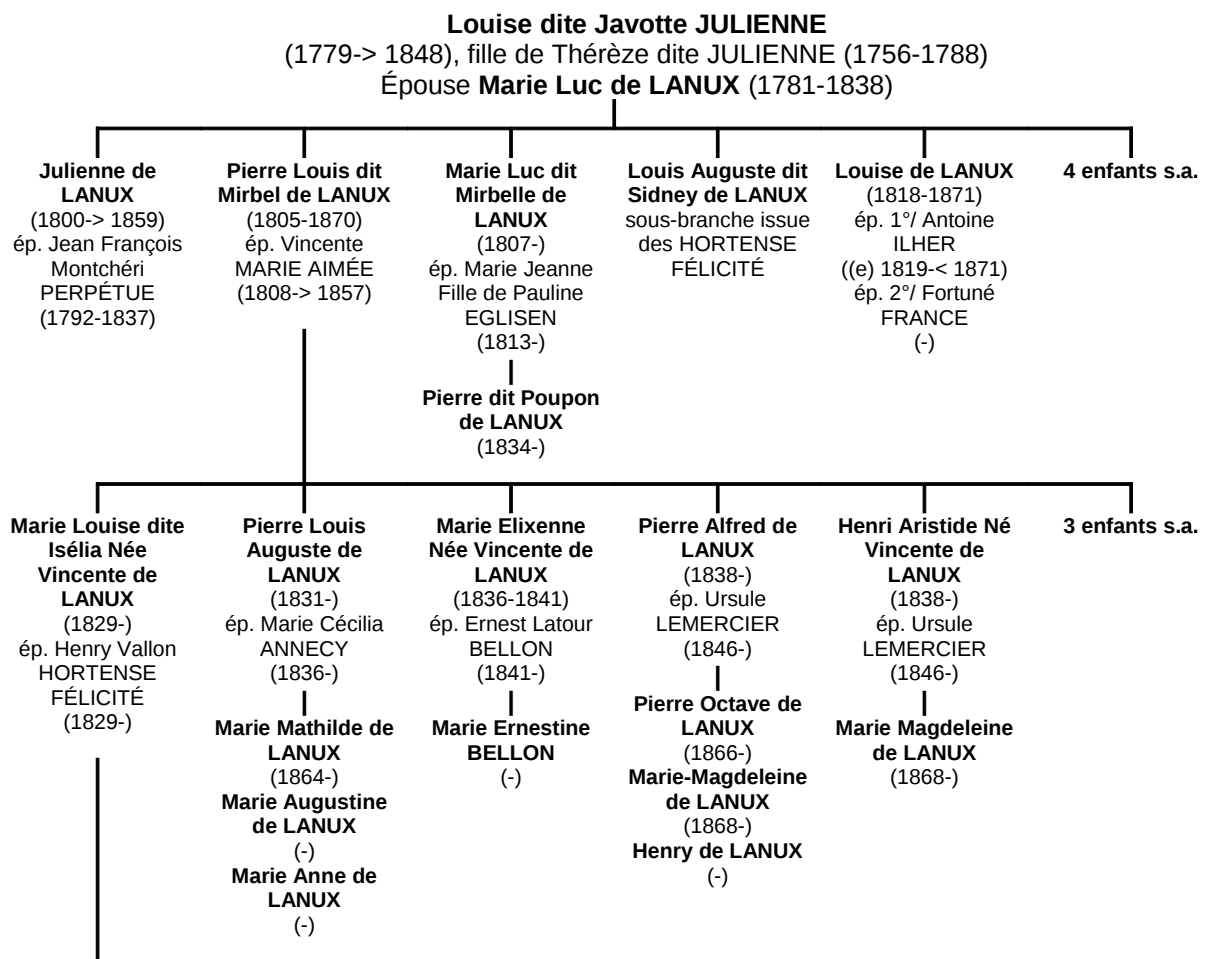 Louise dite Javotte JULIENNE
(1779-> 1848), fille de Thérèze dite JULIENNE (1756-1788)
Épouse Marie Luc de LANUX (1781-1838)
Julienne de
LANUX
(1800-> 1859)
ép. Jean François
Montchéri
PERPÉTUE
(1792-1837)
Pierre Louis dit
Mirbel de LANUX
(1805-1870)
ép. Vincente
MARIE AIMÉE
(1808-> 1857)
Marie Luc dit
Mirbelle de
LANUX
(1807-)
ép. Marie Jeanne
Fille de Pauline
EGLISEN
(1813-)
Pierre dit Poupon
de LANUX
(1834-)
Louis Auguste dit
Sidney de LANUX
sous-branche issue
des HORTENSE
FÉLICITÉ
Louise de LANUX
(1818-1871)
ép. 1°/ Antoine
ILHER
((e) 1819-< 1871)
ép. 2°/ Fortuné
FRANCE
(-)
4 enfants s.a.
Marie Louise dite
Isélia Née
Vincente de
LANUX
(1829-)
ép. Henry Vallon
HORTENSE
FÉLICITÉ
(1829-)
Pierre Louis
Auguste de
LANUX
(1831-)
ép. Marie Cécilia
ANNECY
(1836-)
Marie Mathilde de
LANUX
(1864-)
Marie Augustine
de LANUX
(-)
Marie Anne de
LANUX
(-)
Marie Elixenne
Née Vincente de
LANUX
(1836-1841)
ép. Ernest Latour
BELLON
(1841-)
Marie Ernestine
BELLON
(-)
Pierre Alfred de
LANUX
(1838-)
ép. Ursule
LEMERCIER
(1846-)
Pierre Octave de
LANUX
(1866-)
Marie-Magdeleine
de LANUX
(1868-)
Henry de LANUX
(-)
Henri Aristide Né
Vincente de
LANUX
(1838-)
ép. Ursule
LEMERCIER
(1846-)
Marie Magdeleine
de LANUX
(1868-)
3 enfants s.a.